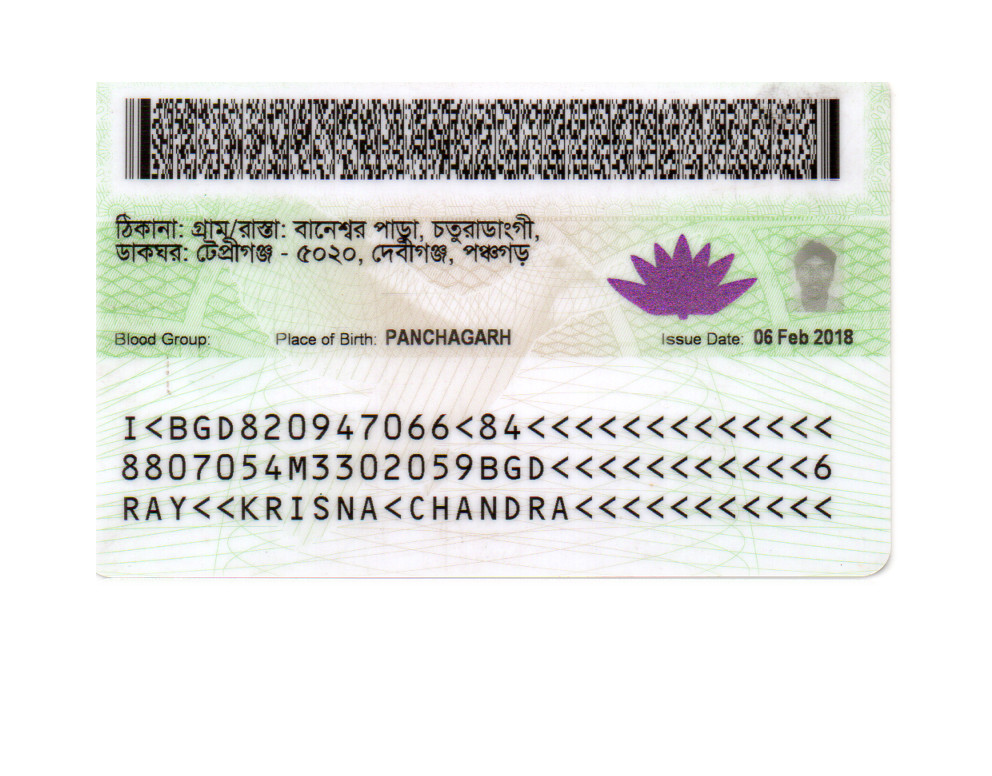 ঠিকানা: গ্রাম/রাস্তা: বানেশ্বর পাড়া, চতুরাডাংগী,
ডাকঘর: টেপ্রীগঞ্জ - ৫০২০, দেবীগঞ্জ, পঞ্চগড়
Blood Group: Place of Birth: PANCHAGARH Issue Date: 06 Feb 2018
I<BGD820947066<84<<<<<<<<<<<<<
8807054M3302059BGD<<<<<<<<<<<6
RAY<<KRISNA<CHANDRA<<<<<<<<<<<